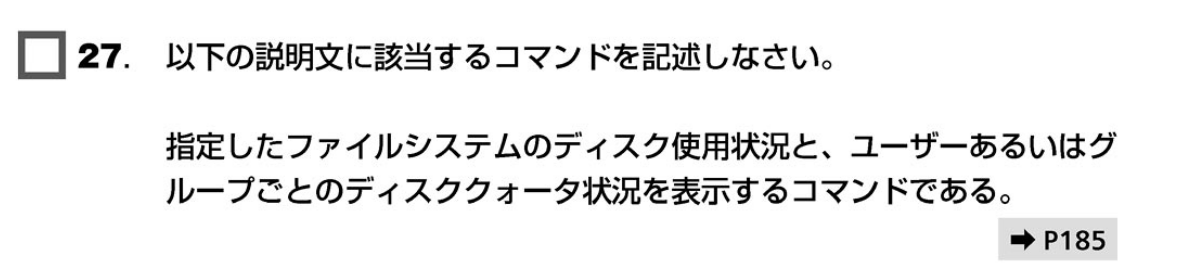 27. 以下の説明文に該当するコマンドを記述しなさい。
指定したファイルシステムのディスク使用状況と、ユーザーあるいはグ
ループごとのディスククォータ状況を表示するコマンドである。
➡ P185